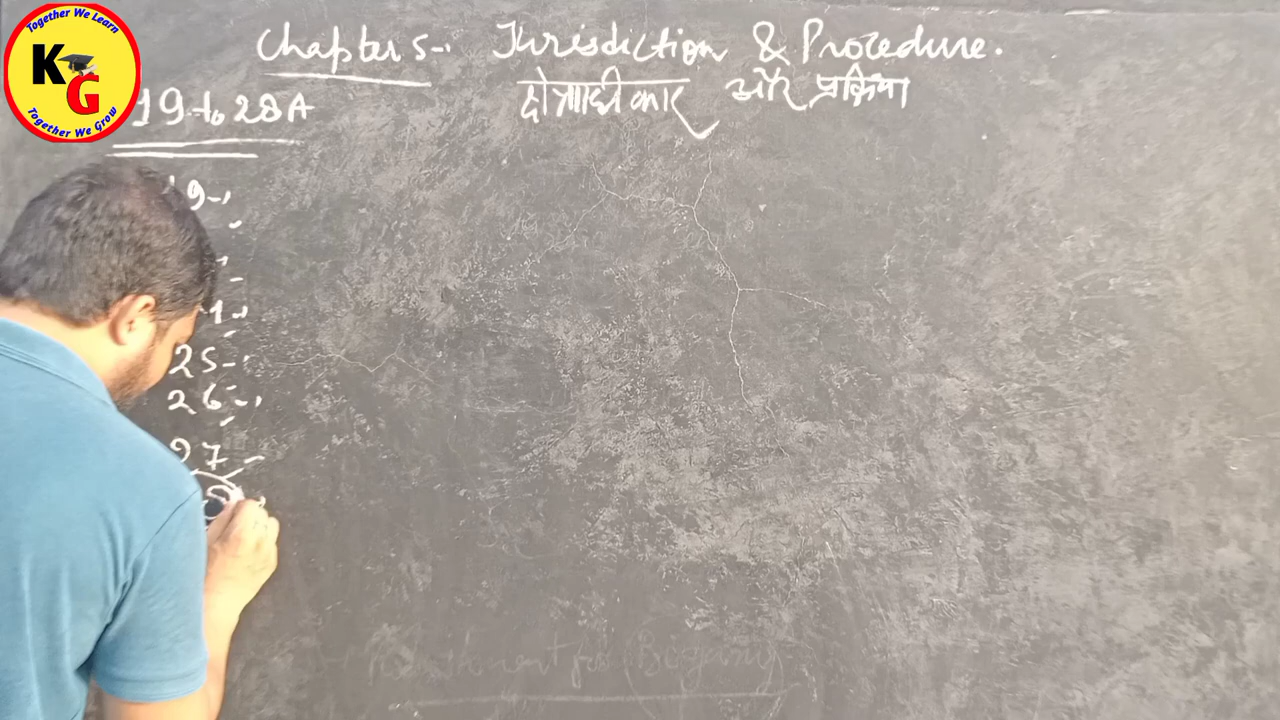 Together We Learn
KG
Together We Grow
Chapter 5- Jurisdiction & Procedure.
क्षेत्राधीकार और प्रक्रिया
19 to 28A
19-
25-
26-
27-